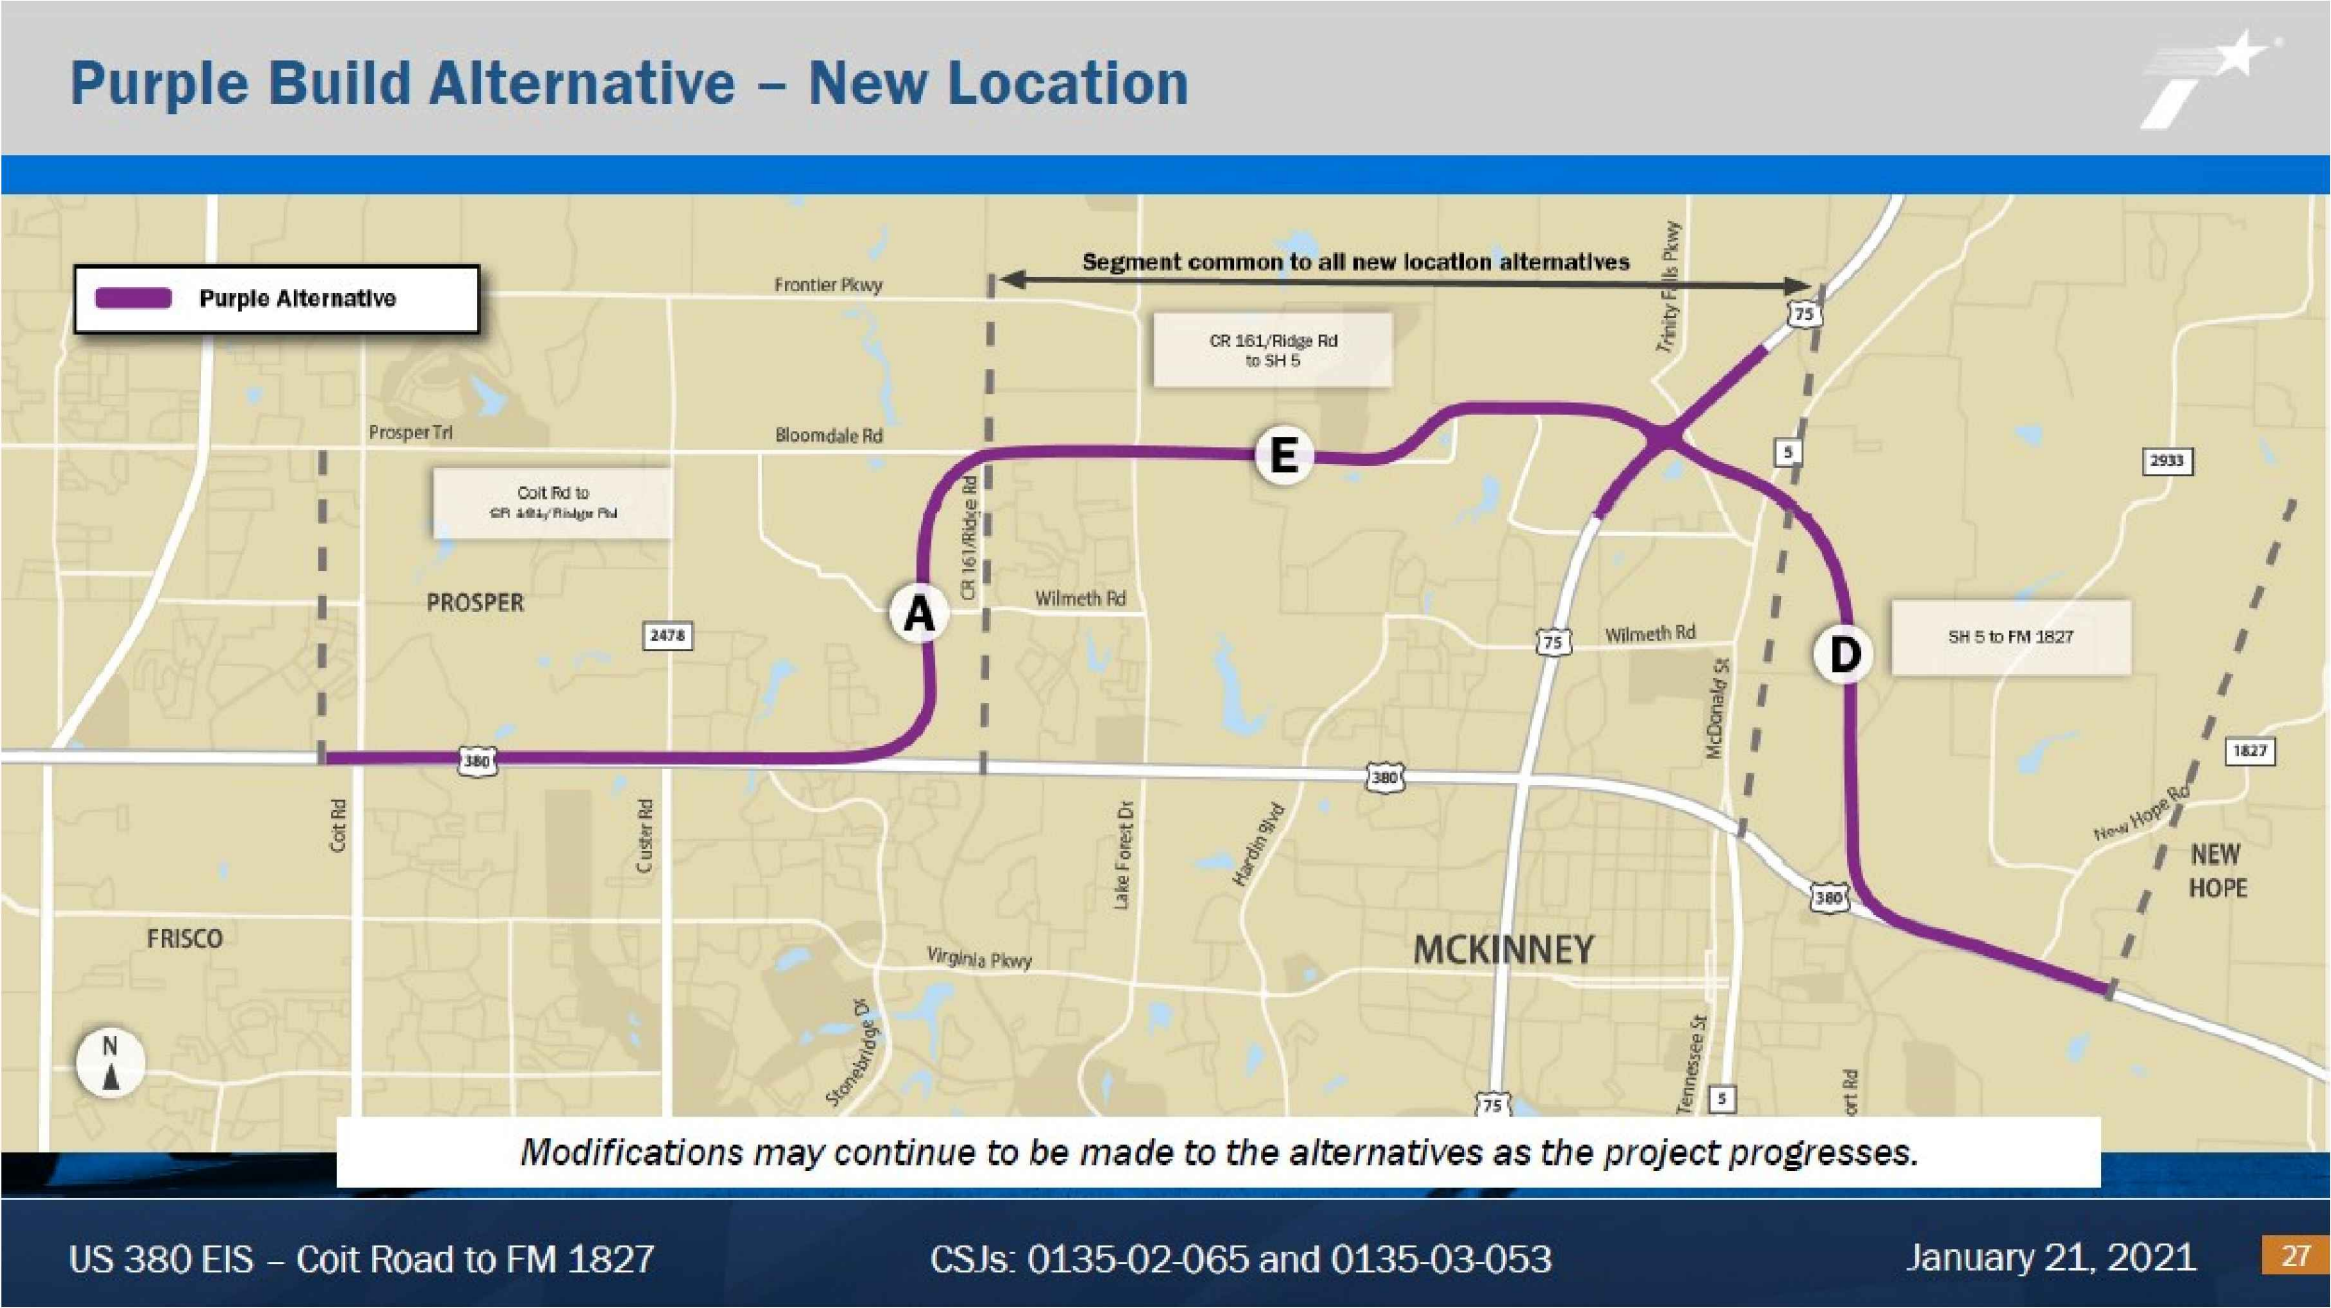 Purple Build Alternative – New Location
Purple Alternative
Segment common to all new location alternatives
Frontier Pkwy
Trinity Falls Pkwy
75
CR 161/Ridge Rd
to SH 5
Prosper Trl
Bloomdale Rd
E
5
2933
Coit Rd to
CR 161/Ridge Rd
CR 161/Ridge Rd
PROSPER
2478
A
Wilmeth Rd
75
Wilmeth Rd
D
SH 5 to FM 1827
McDonald St
380
380
1827
New Hope Rd
Coit Rd
Custer Rd
Lake Forest Dr
Hardin Blvd
NEW
HOPE
380
FRISCO
Virginia Pkwy
MCKINNEY
N
Stonebridge Dr
Tennessee St
75
5
ort Rd
Modifications may continue to be made to the alternatives as the project progresses.
US 380 EIS – Coit Road to FM 1827
CSJs: 0135-02-065 and 0135-03-053
January 21, 2021
27